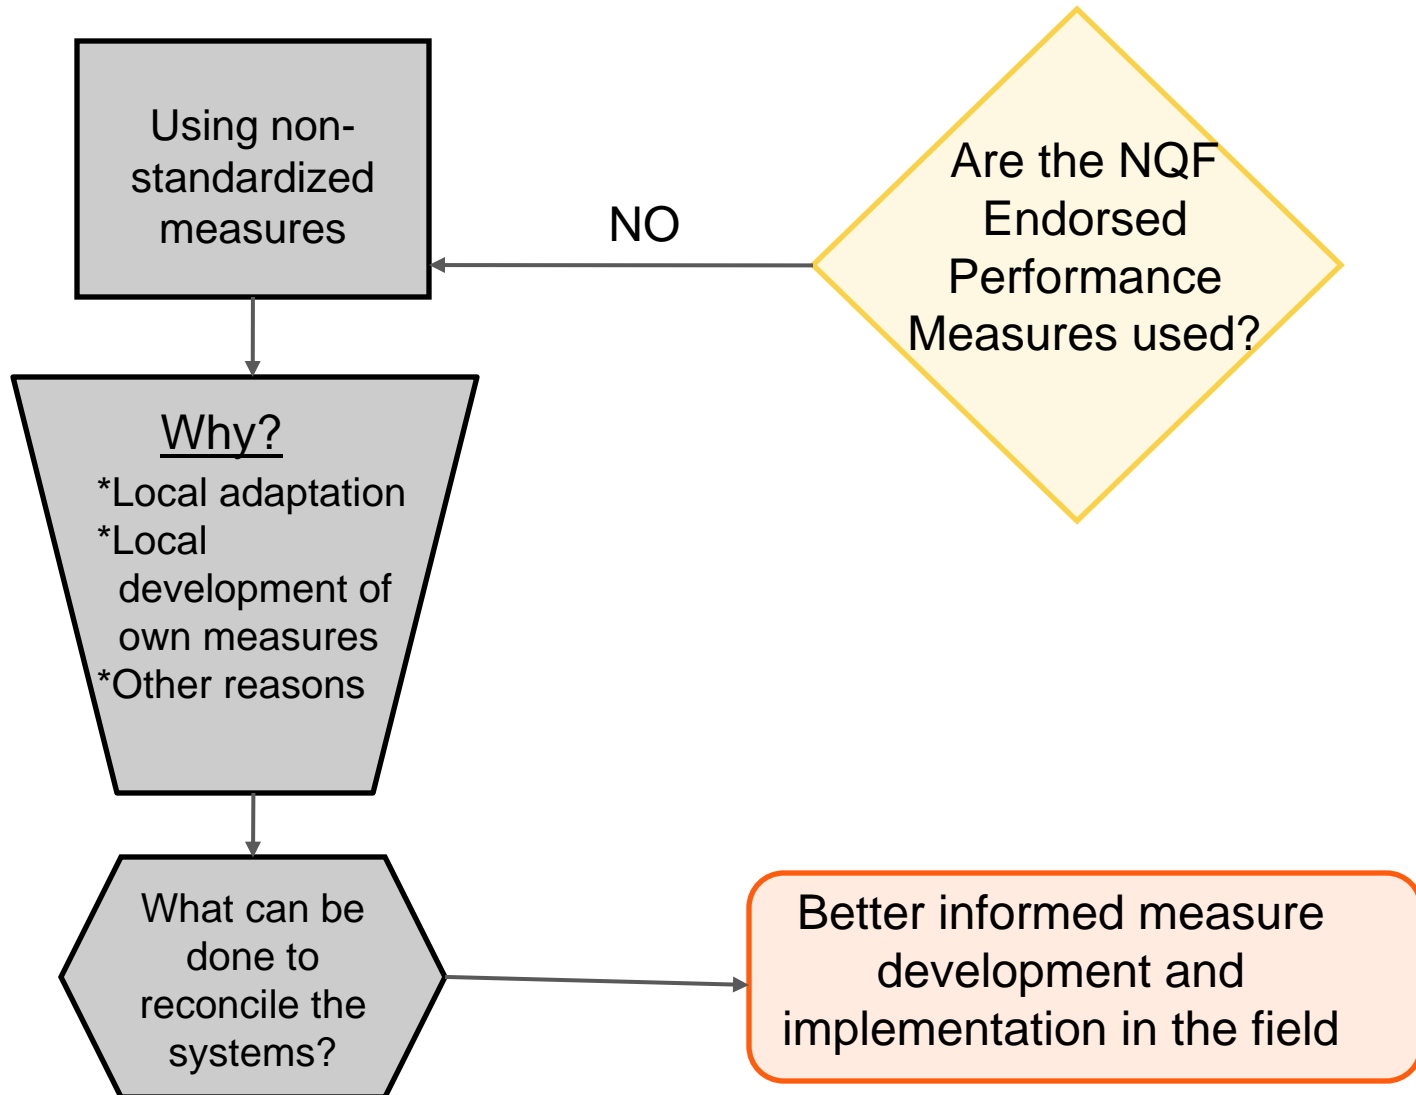 Are the NQF
Endorsed
Performance
Measures used?
NO
Using non-
standardized
measures
Why?
*Local adaptation
*Local
development of
own measures
*Other reasons
What can be
done to
reconcile the
systems?
Better informed measure
development and
implementation in the field